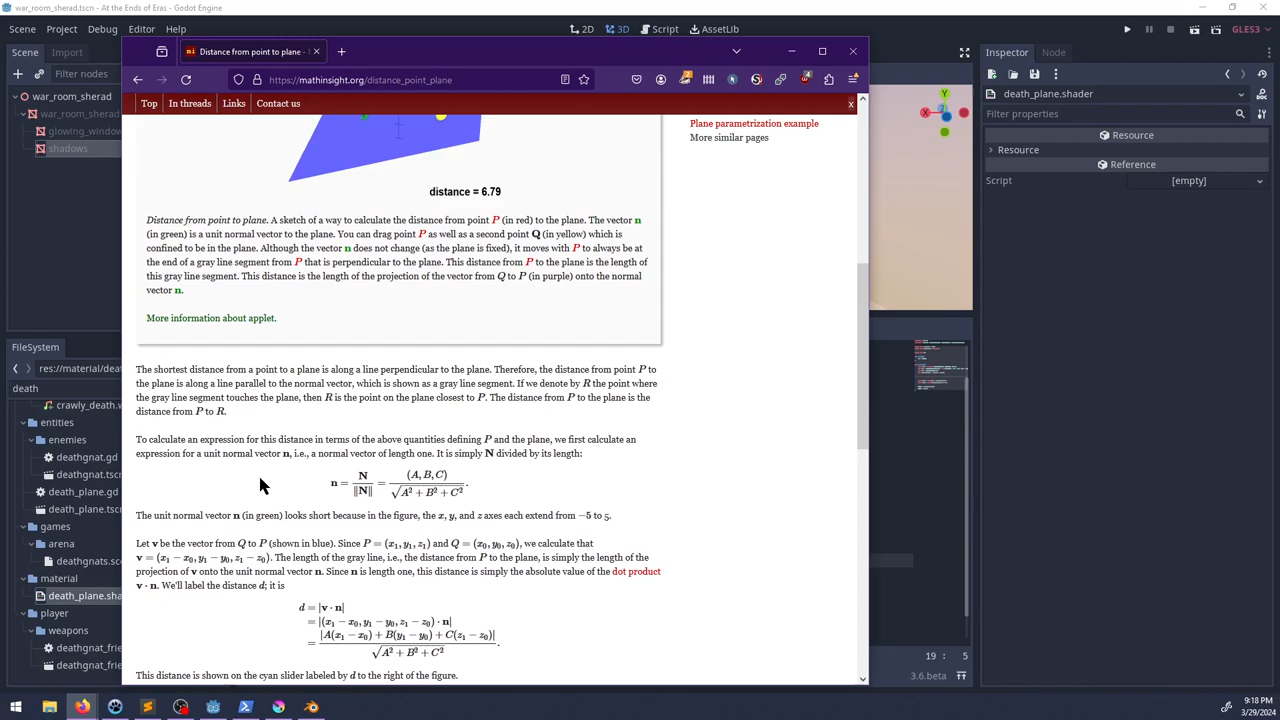 war_room_sherad.tscn - At the Ends of Eras - Godot Engine
Scene Project Debug Editor Help
2D 3D Script AssetLib
GLES3
Scene Import
Filter nodes
war_room_sherad
war_room_sherad
glowing_window
shadows
FileSystem
res://material/deat
death
crawly_death.w
entities
enemies
deathgnat.gd
deathgnat.tsc
death_plane.gd
death_plane.ts
games
arena
deathgnats.sc
material
death_plane.sha
player
weapons
deathgnat_frie
deathgnat_frie
Distance from point to plane -
https://mathinsight.org/distance_point_plane
Top In threads Links Contact us x
Plane parametrization example
More similar pages
distance = 6.79
Distance from point to plane. A sketch of a way to calculate the distance from point P (in red) to the plane. The vector n
(in green) is a unit normal vector to the plane. You can drag point P as well as a second point Q (in yellow) which is
confined to be in the plane. Although the vector n does not change (as the plane is fixed), it moves with P to always be at
the end of a gray line segment from P that is perpendicular to the plane. This distance from P to the plane is the length of
this gray line segment. This distance is the length of the projection of the vector from Q to P (in purple) onto the normal
vector n.
More information about applet.
The shortest distance from a point to a plane is along a line perpendicular to the plane. Therefore, the distance from point P to
the plane is along a line parallel to the normal vector, which is shown as a gray line segment. If we denote by R the point where
the gray line segment touches the plane, then R is the point on the plane closest to P. The distance from P to the plane is the
distance from P to R.
To calculate an expression for this distance in terms of the above quantities defining P and the plane, we first calculate an
expression for a unit normal vector n, i.e., a normal vector of length one. It is simply N divided by its length:
n = N / ‖N‖ = (A, B, C) / √A² + B² + C² .
The unit normal vector n (in green) looks short because in the figure, the x, y, and z axes each extend from −5 to 5.
Let v be the vector from Q to P (shown in blue). Since P = (x₁, y₁, z₁) and Q = (x₀, y₀, z₀), we calculate that
v = (x₁ − x₀, y₁ − y₀, z₁ − z₀). The length of the gray line, i.e., the distance from P to the plane, is simply the length of the
projection of v onto the unit normal vector n. Since n is length one, this distance is simply the absolute value of the dot product
v · n. We'll label the distance d; it is
d = |v · n|
= |(x₁ − x₀, y₁ − y₀, z₁ − z₀) · n|
= |A(x₁ − x₀) + B(y₁ − y₀) + C(z₁ − z₀)| / √A² + B² + C² .
This distance is shown on the cyan slider labeled by d to the right of the figure.
Y
X
Z
19 : 5
3.6.beta
Inspector Node
death_plane.shader
Filter properties
Resource
Resource
Reference
Script [empty]
9:18 PM
3/29/2024